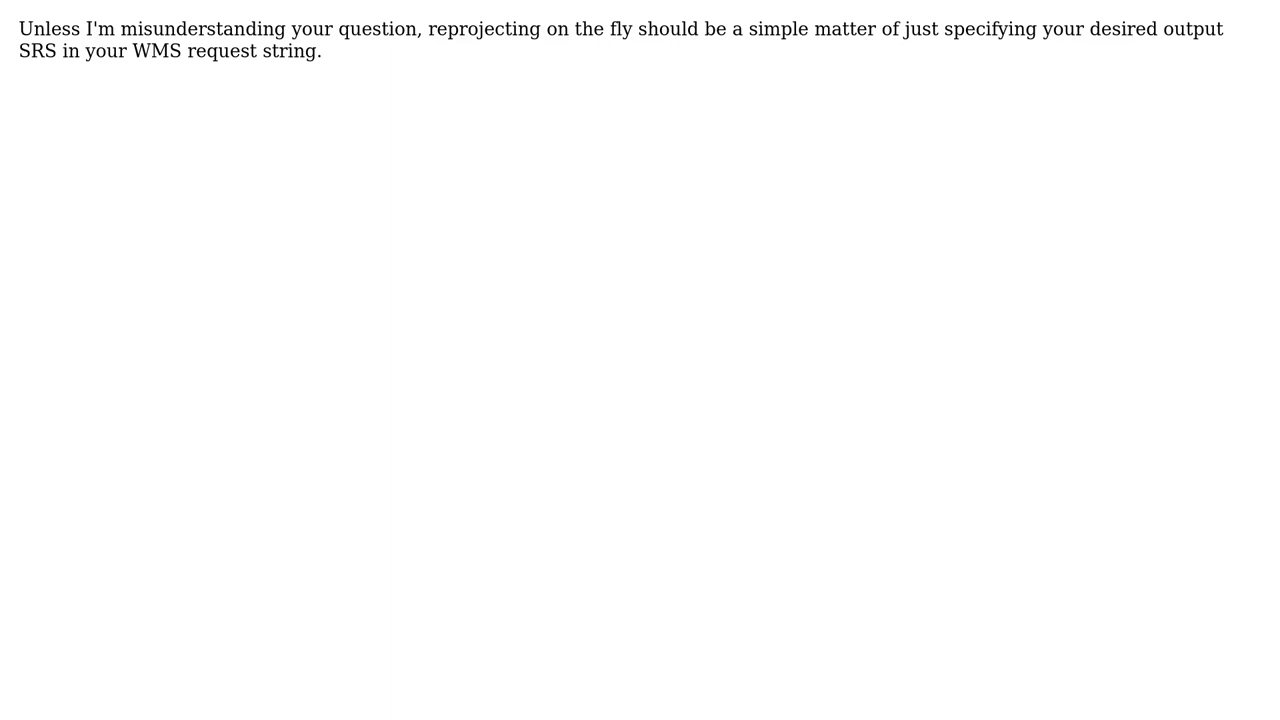 Unless I'm misunderstanding your question, reprojecting on the fly should be a simple matter of just specifying your desired output
SRS in your WMS request string.